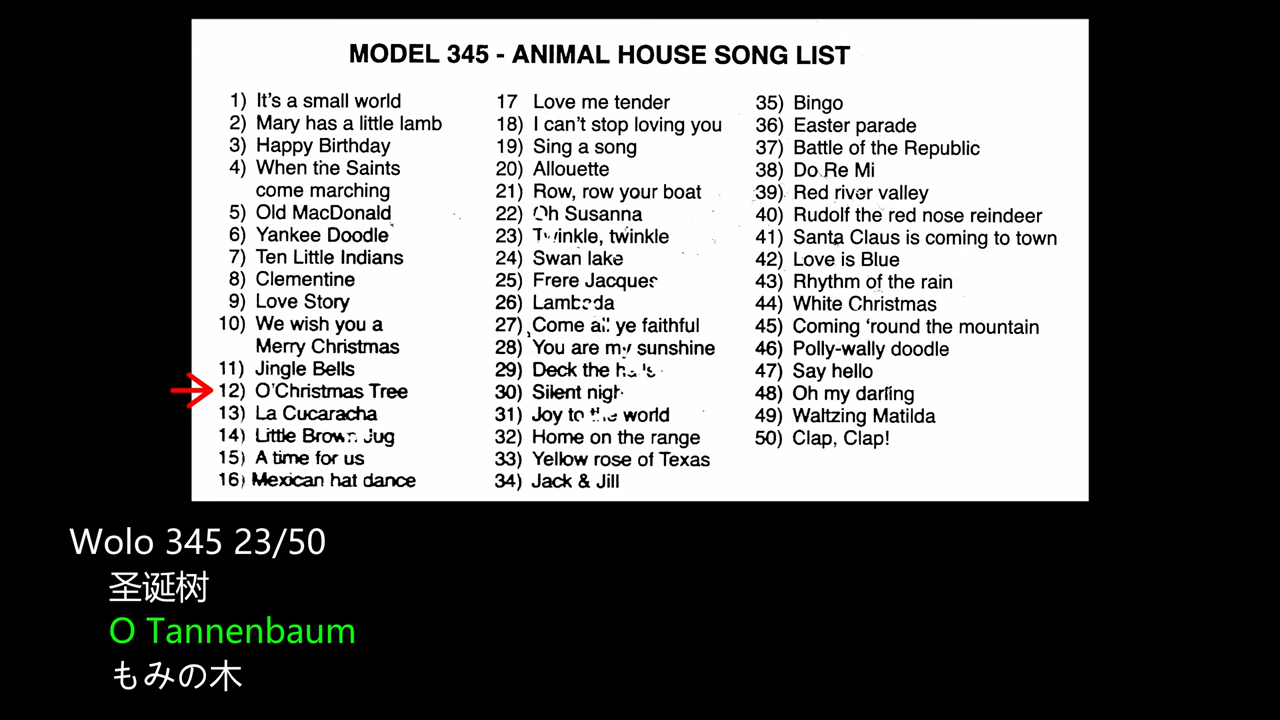 MODEL 345 - ANIMAL HOUSE SONG LIST
1) It's a small world
2) Mary has a little lamb
3) Happy Birthday
4) When the Saints
come marching
5) Old MacDonald
6) Yankee Doodle
7) Ten Little Indians
8) Clementine
9) Love Story
10) We wish you a
Merry Christmas
11) Jingle Bells
12) O'Christmas Tree
13) La Cucaracha
14) Little Brown Jug
15) A time for us
16) Mexican hat dance
17 Love me tender
18) I can't stop loving you
19) Sing a song
20) Allouette
21) Row, row your boat
22) Oh Susanna
23) Twinkle, twinkle
24) Swan lake
25) Frere Jacques
26) Lambada
27) Come all ye faithful
28) You are my sunshine
29) Deck the halls
30) Silent night
31) Joy to the world
32) Home on the range
33) Yellow rose of Texas
34) Jack & Jill
35) Bingo
36) Easter parade
37) Battle of the Republic
38) Do Re Mi
39) Red river valley
40) Rudolf the red nose reindeer
41) Santa Claus is coming to town
42) Love is Blue
43) Rhythm of the rain
44) White Christmas
45) Coming 'round the mountain
46) Polly-wally doodle
47) Say hello
48) Oh my darling
49) Waltzing Matilda
50) Clap, Clap!
Wolo 345 23/50
圣诞树
O Tannenbaum
もみの木